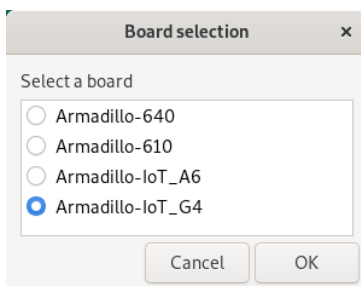 Board selection
Select a board
Armadillo-640
Armadillo-610
Armadillo-IoT_A6
Armadillo-IoT_G4
Cancel OK